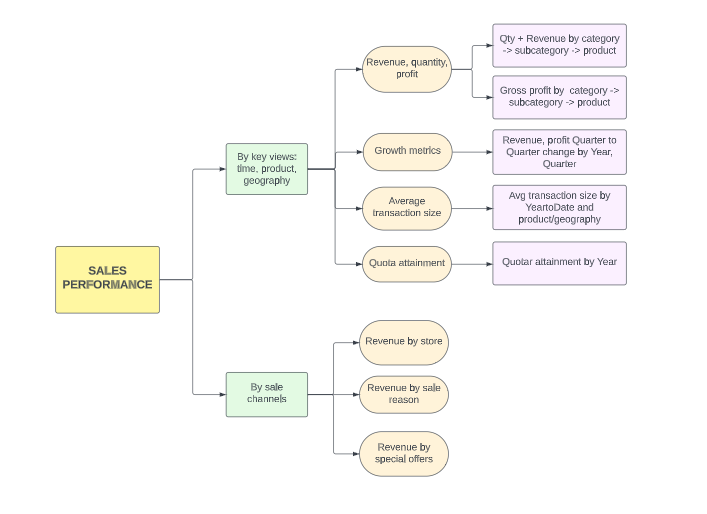 SALES
PERFORMANCE
By key views:
time, product,
geography
Revenue, quantity,
profit
Qty + Revenue by category
-> subcategory -> product
Gross profit by category ->
subcategory -> product
Growth metrics
Revenue, profit Quarter to
Quarter change by Year,
Quarter
Average
transaction size
Avg transaction size by
YeartoDate and
product/geography
Quota attainment
Quotar attainment by Year
By sale
channels
Revenue by store
Revenue by sale
reason
Revenue by
special offers